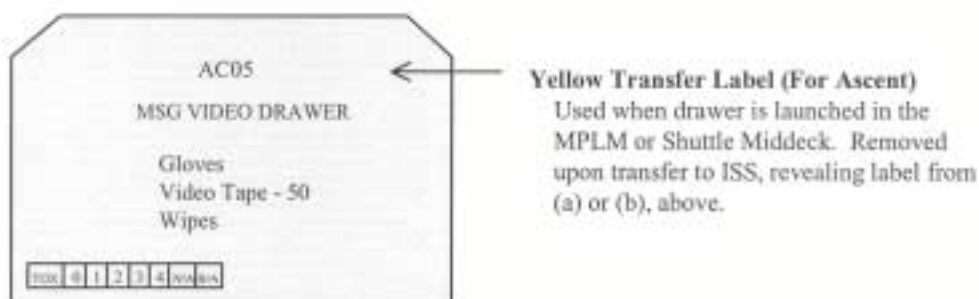 AC05
MSG VIDEO DRAWER
Gloves
Video Tape - 50
Wipes
TOX 0 1 2 3 4 N/A
Yellow Transfer Label (For Ascent)
Used when drawer is launched in the
MPLM or Shuttle Middeck. Removed
upon transfer to ISS, revealing label from
(a) or (b), above.